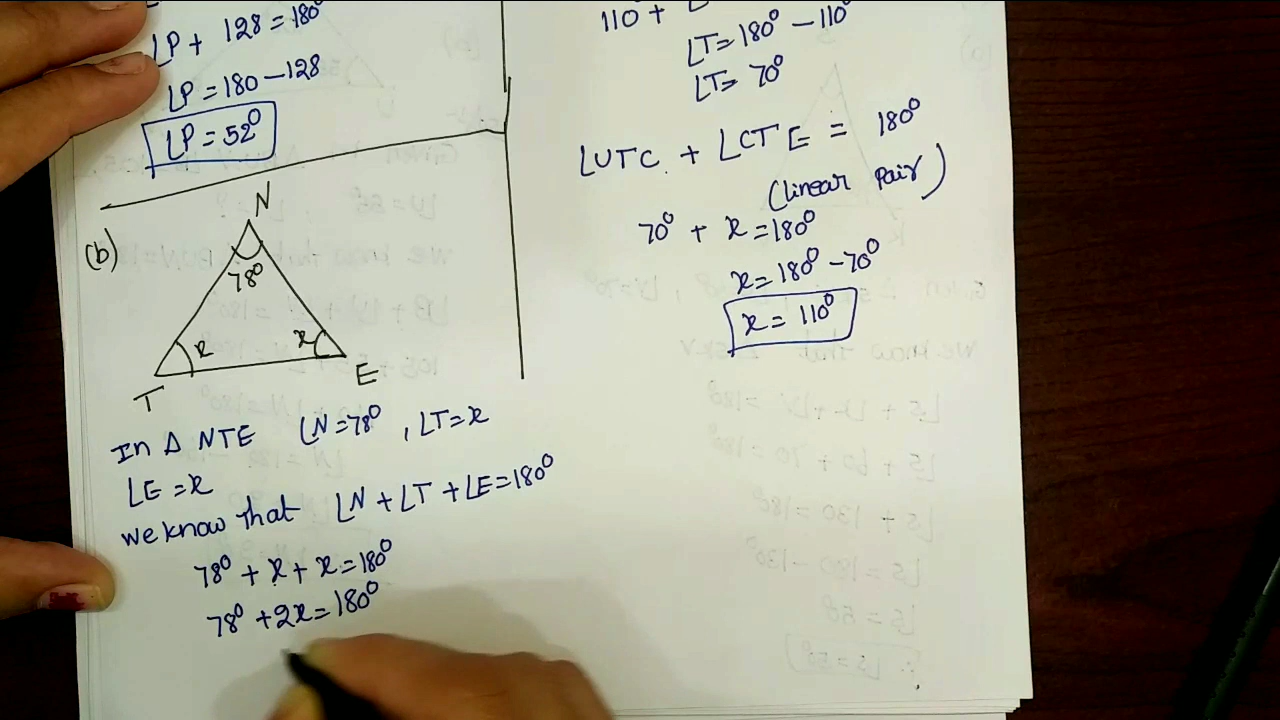 ∠P + 128 = 180°
∠P = 180 - 128
∠P = 52°
(b)
N
78°
x
x
T
E
In Δ NTE ∠N = 78° , ∠T = x
∠E = x
we know that ∠N + ∠T + ∠E = 180°
78° + x + x = 180°
78° + 2x = 180°
110° +
∠T = 180° - 110°
∠T = 70°
∠UTC + ∠CTE = 180°
(linear pair)
70° + x = 180°
x = 180° - 70°
x = 110°